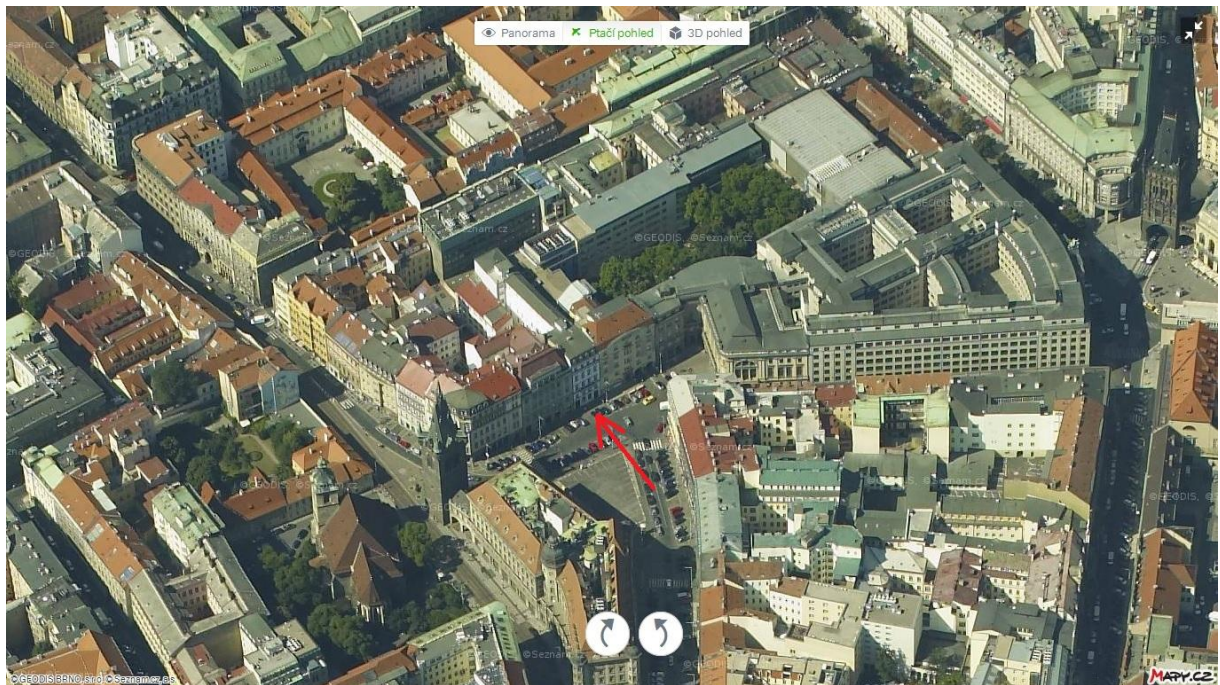 Panorama
Ptačí pohled
3D pohled
©GEODIS, ©Seznam.cz
©GEODIS BRNO, s.r.o. ©Seznam.cz, a.s.
MAPY.CZ